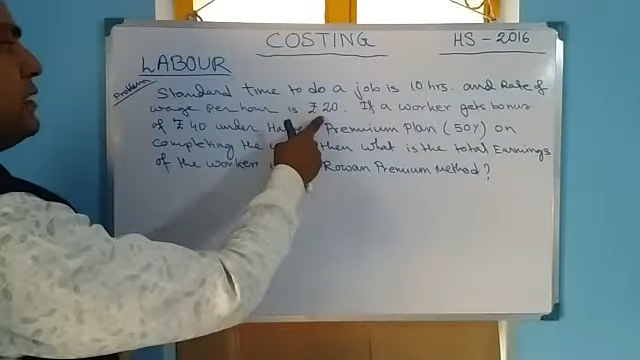 COSTING
HS - 2016
LABOUR
Problem
Standard time to do a job is 10 hrs. and Rate of
wage per hour is ₹ 20. If a worker gets bonus
of ₹ 40 under Premium Plan (50%) on
completing the then what is the total Earnings
of the worker Rowan Premium Method?